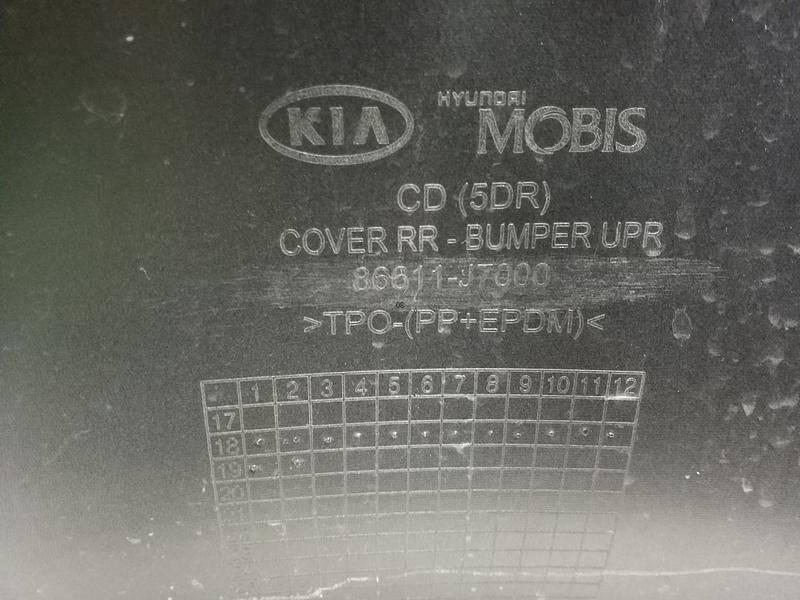 KIA
HYUNDAI
MOBIS
CD (5DR)
COVER RR - BUMPER UPR
86611-J7000
>TPO-(PP+EPDM)<
1 2 3 4 5 6 7 8 9 10 11 12
17
18
19
20